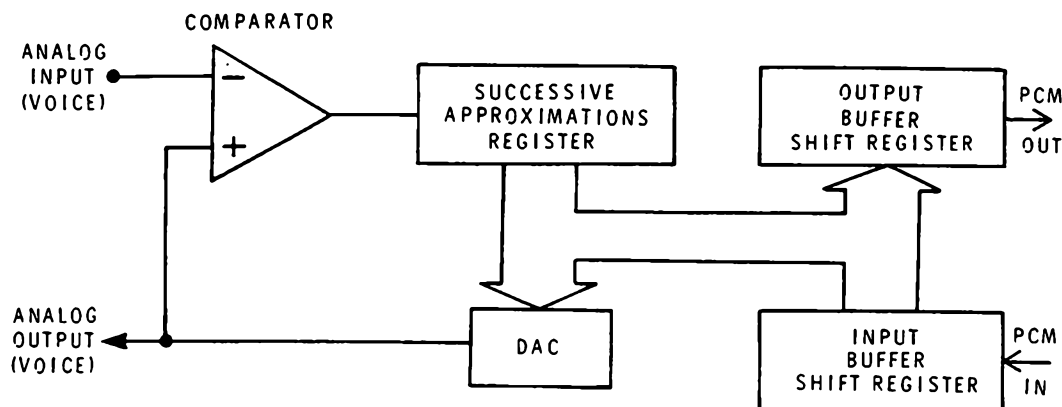 COMPARATOR
ANALOG
INPUT
(VOICE)
−
+
SUCCESSIVE
APPROXIMATIONS
REGISTER
OUTPUT
BUFFER
SHIFT REGISTER
PCM
OUT
ANALOG
OUTPUT
(VOICE)
DAC
INPUT
BUFFER
SHIFT REGISTER
PCM
IN